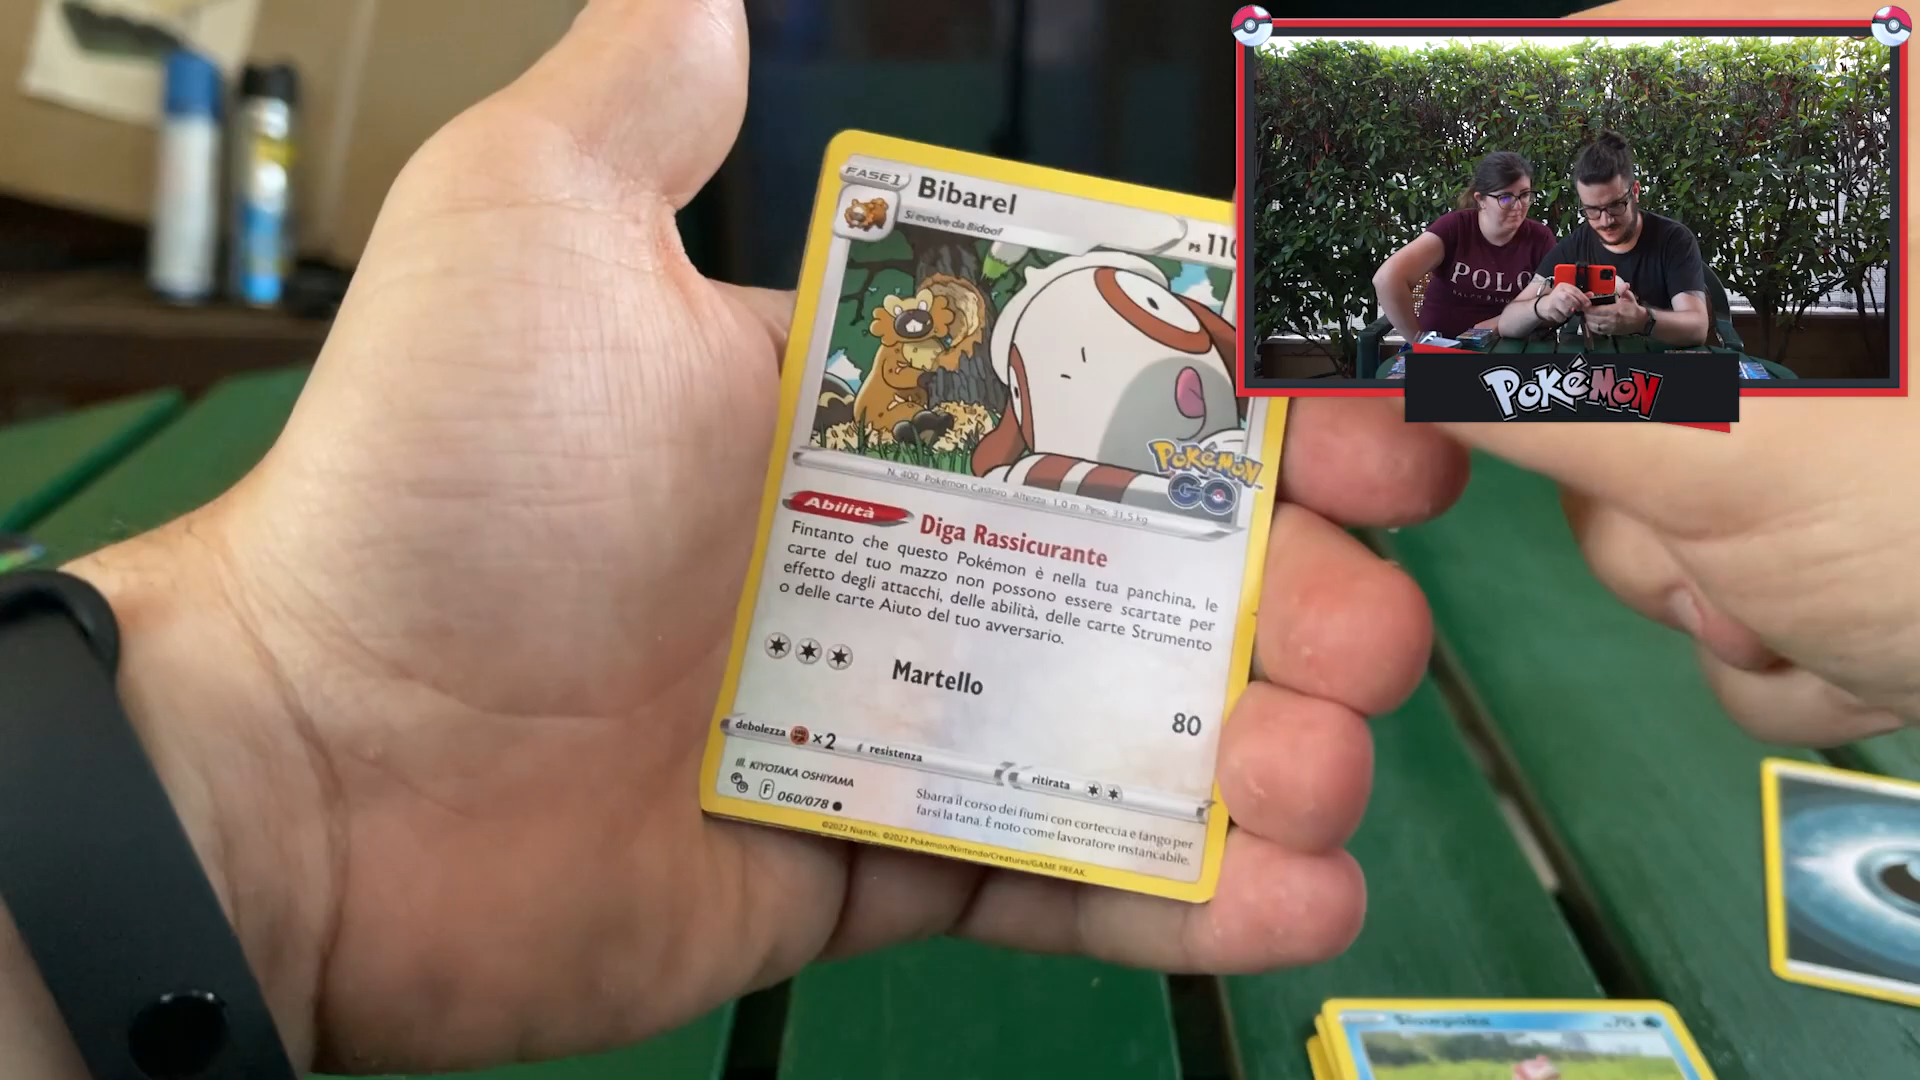 FASE 1
Bibarel
Si evolve da Bidoof
PS 110
POKÉMON
GO
N. 400 Pokémon Castoro Altezza: 1.0 m Peso: 31,5 kg
Abilità
Diga Rassicurante
Fintanto che questo Pokémon è nella tua panchina, le
carte del tuo mazzo non possono essere scartate per
effetto degli attacchi, delle abilità, delle carte Strumento
o delle carte Aiuto del tuo avversario.
Martello
80
debolezza ×2
resistenza
ritirata
Ill. KIYOTAKA OSHIYAMA
F 060/078
Sbarra il corso dei fiumi con corteccia e fango per
farsi la tana. È noto come lavoratore instancabile.
©2022 Niantic. ©2022 Pokémon/Nintendo/Creatures/GAME FREAK.
POLO
POKÉMON
Slowpoke
70